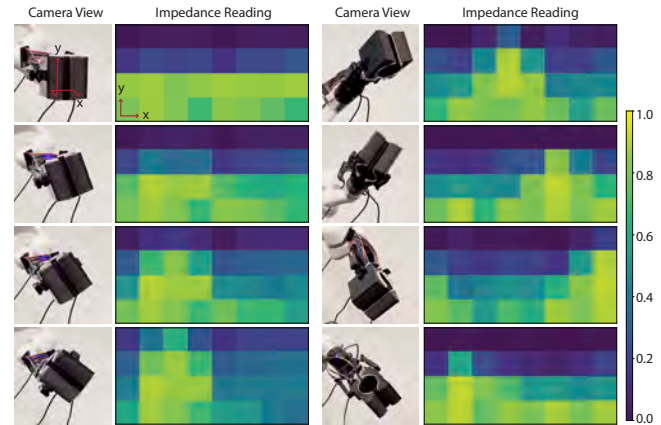 Camera View Impedance Reading Camera View Impedance Reading
y
x
y
x
1.0
0.8
0.6
0.4
0.2
0.0